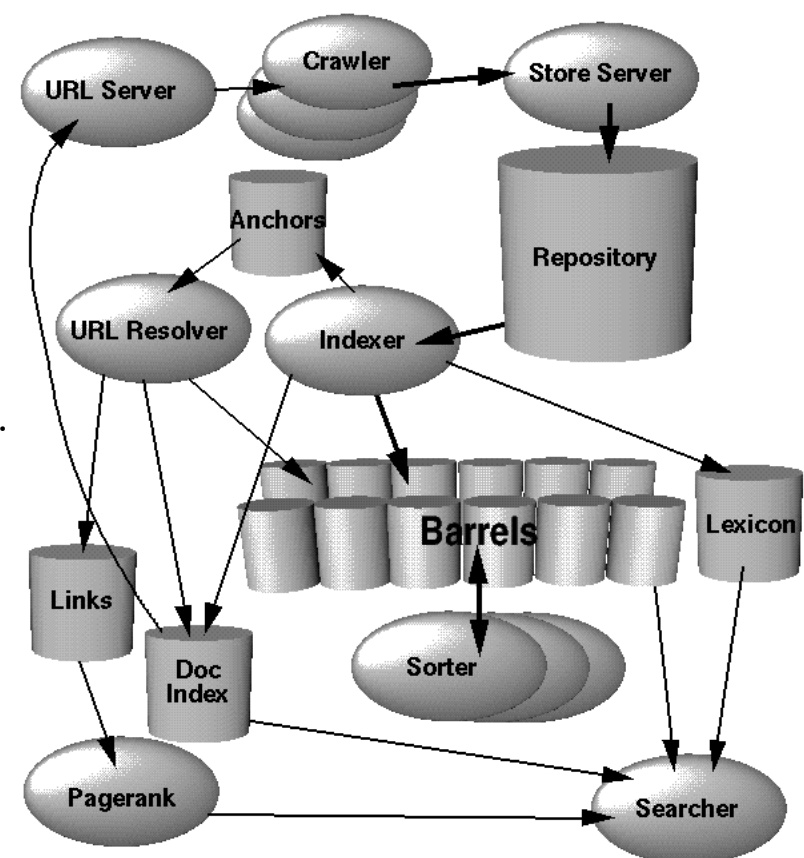 Crawler
URL Server
Store Server
Anchors
Repository
URL Resolver
Indexer
Barrels
Lexicon
Links
Doc
Index
Sorter
Pagerank
Searcher